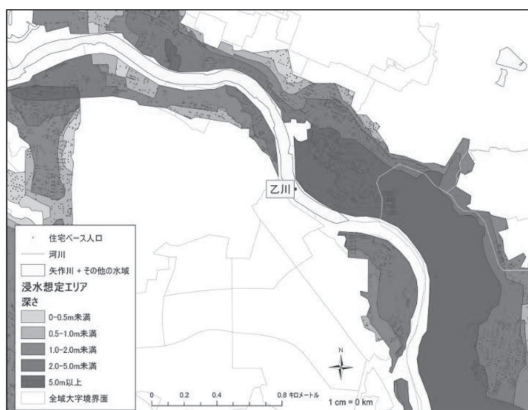 乙川
住宅ベース人口
河川
矢作川 + その他の水域
浸水想定エリア
深さ
0-0.5m未満
0.5-1.0m未満
1.0-2.0m未満
2.0-5.0m未満
5.0m以上
全域大字境界面
N
0 0.2 0.4 0.8 キロメートル
1 cm = 0 km